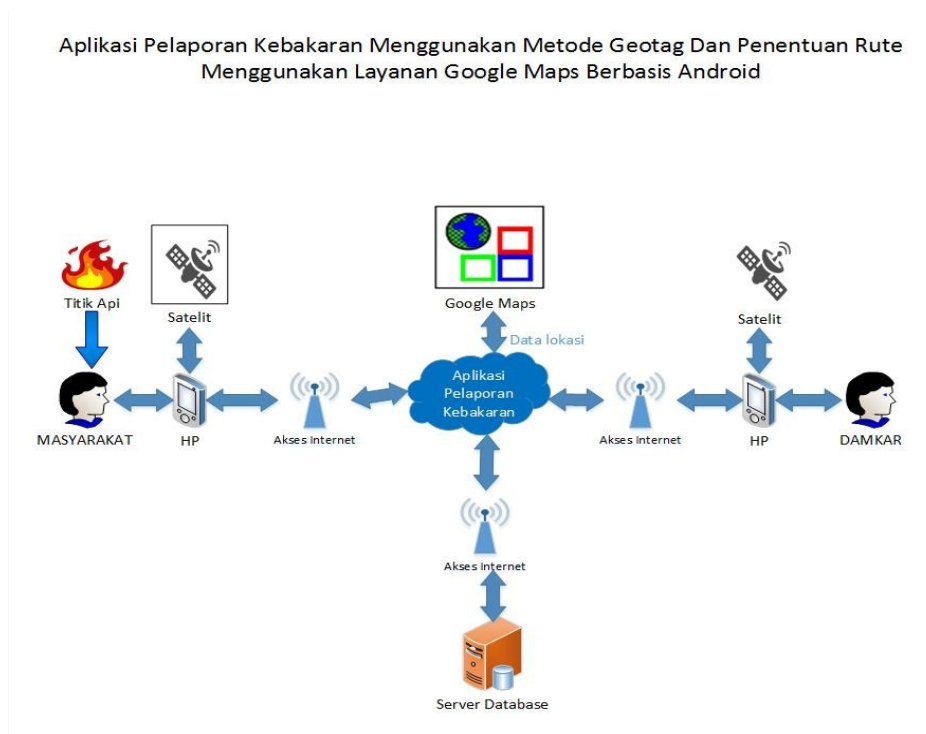 Aplikasi Pelaporan Kebakaran Menggunakan Metode Geotag Dan Penentuan Rute
Menggunakan Layanan Google Maps Berbasis Android
Titik Api
Satelit
Google Maps
Satelit
Data lokasi
Aplikasi
Pelaporan
Kebakaran
MASYARAKAT
HP
Akses Internet
Akses Internet
HP
DAMKAR
Akses Internet
Server Database